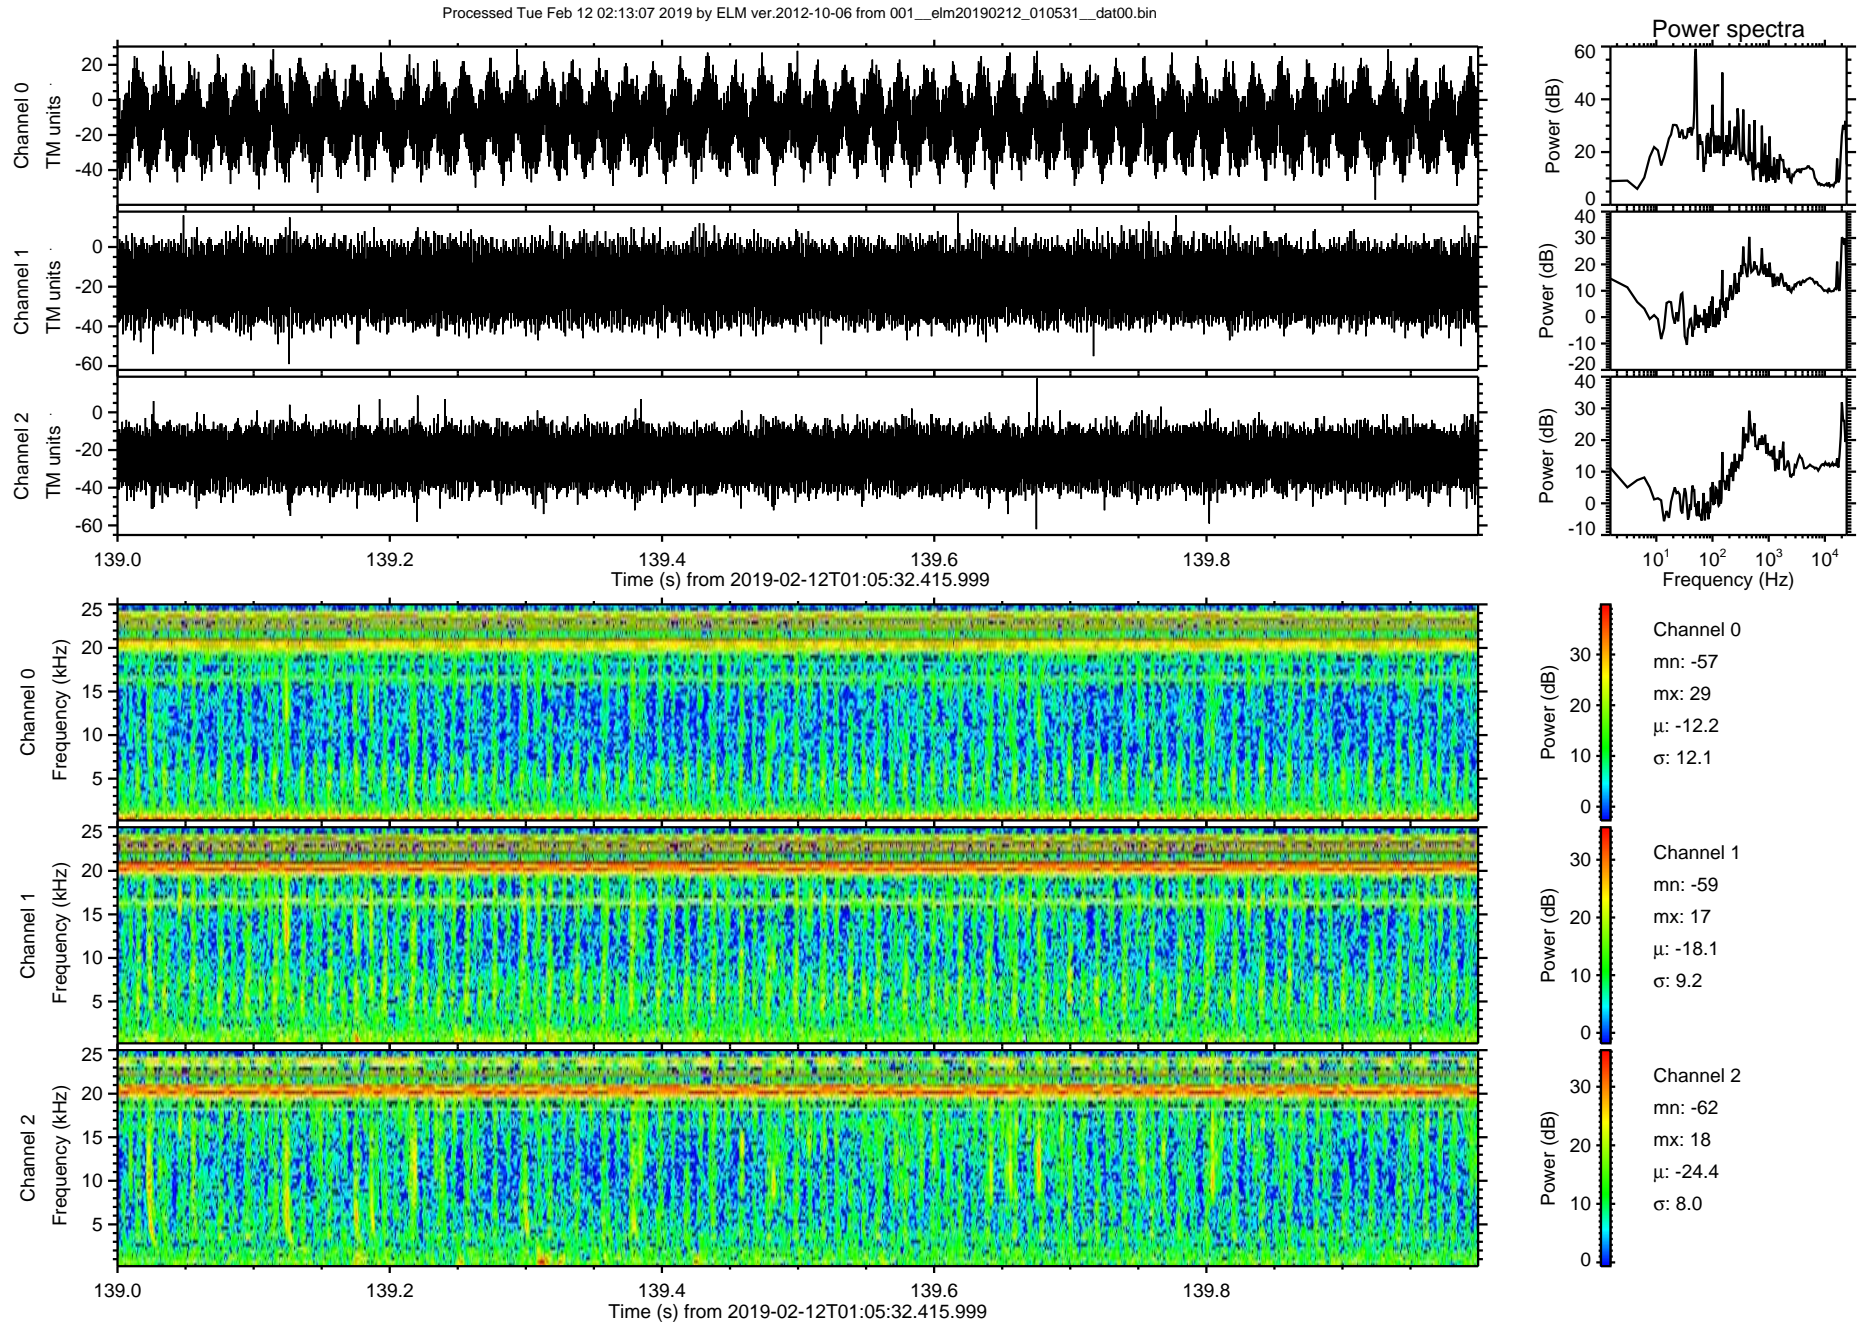 Processed Tue Feb 12 02:13:07 2019 by ELM ver.2012-10-06 from 001__elm20190212_010531__dat00.bin
Power spectra
Channel 0
TM units
20
0
-20
-40
Power (dB)
60
40
20
0
Channel 1
TM units
0
-20
-40
-60
Power (dB)
40
30
20
10
0
-10
-20
Channel 2
TM units
0
-20
-40
-60
Power (dB)
40
30
20
10
0
-10
139.0 139.2 139.4 139.6 139.8
Time (s) from 2019-02-12T01:05:32.415.999
10^1 10^2 10^3 10^4
Frequency (Hz)
Channel 0
Frequency (kHz)
25
20
15
10
5
Power (dB)
30
20
10
0
Channel 0
mn: -57
mx: 29
µ: -12.2
σ: 12.1
Channel 1
Frequency (kHz)
25
20
15
10
5
Power (dB)
30
20
10
0
Channel 1
mn: -59
mx: 17
µ: -18.1
σ: 9.2
Channel 2
Frequency (kHz)
25
20
15
10
5
Power (dB)
30
20
10
0
Channel 2
mn: -62
mx: 18
µ: -24.4
σ: 8.0
139.0 139.2 139.4 139.6 139.8
Time (s) from 2019-02-12T01:05:32.415.999